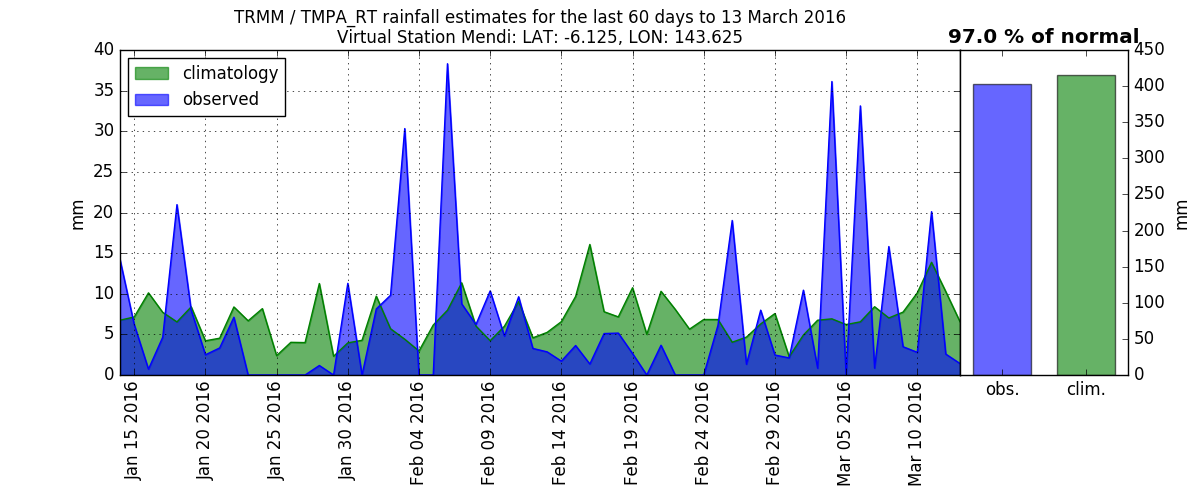 TRMM / TMPA_RT rainfall estimates for the last 60 days to 13 March 2016
Virtual Station Mendi: LAT: -6.125, LON: 143.625
97.0 % of normal
climatology
observed
mm
40
35
30
25
20
15
10
5
0
Jan 15 2016
Jan 20 2016
Jan 25 2016
Jan 30 2016
Feb 04 2016
Feb 09 2016
Feb 14 2016
Feb 19 2016
Feb 24 2016
Feb 29 2016
Mar 05 2016
Mar 10 2016
450
400
350
300
250
200
150
100
50
0
mm
obs.
clim.